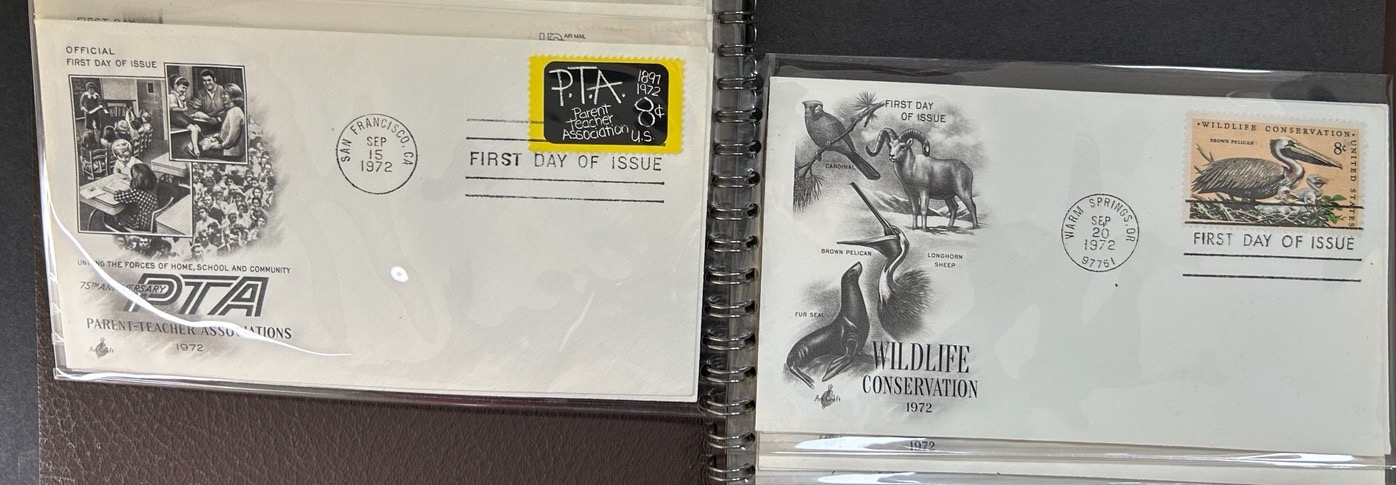 FIRST DAY
AIR MAIL
OFFICIAL
FIRST DAY OF ISSUE
P.T.A.
1897
1972
8¢
Parent
Teacher
Association
U.S.
SAN FRANCISCO, CA
SEP
15
1972
FIRST DAY OF ISSUE
UNITING THE FORCES OF HOME, SCHOOL AND COMMUNITY
75TH ANNIVERSARY
PTA
PARENT-TEACHER ASSOCIATIONS
1972
ArtCraft
FIRST DAY
OF ISSUE
CARDINAL
BROWN PELICAN
LONGHORN
SHEEP
FUR SEAL
WILDLIFE
CONSERVATION
1972
ArtCraft
WARM SPRINGS, OR
SEP
20
1972
97761
• WILDLIFE CONSERVATION •
BROWN PELICAN
8¢
UNITED STATES
FIRST DAY OF ISSUE
1972